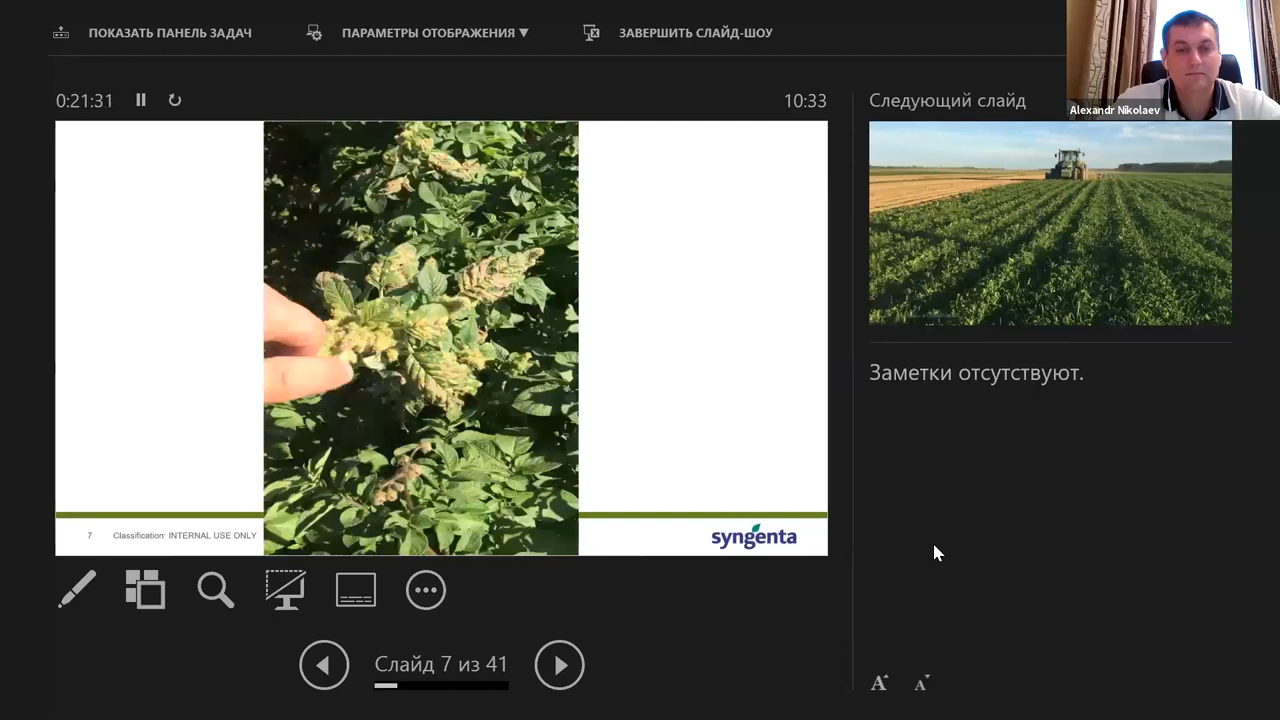 ПОКАЗАТЬ ПАНЕЛЬ ЗАДАЧ
ПАРАМЕТРЫ ОТОБРАЖЕНИЯ ▼
ЗАВЕРШИТЬ СЛАЙД-ШОУ
Alexandr Nikolaev
0:21:31
10:33
Следующий слайд
7 Classification: INTERNAL USE ONLY
syngenta
Заметки отсутствуют.
Слайд 7 из 41
A A